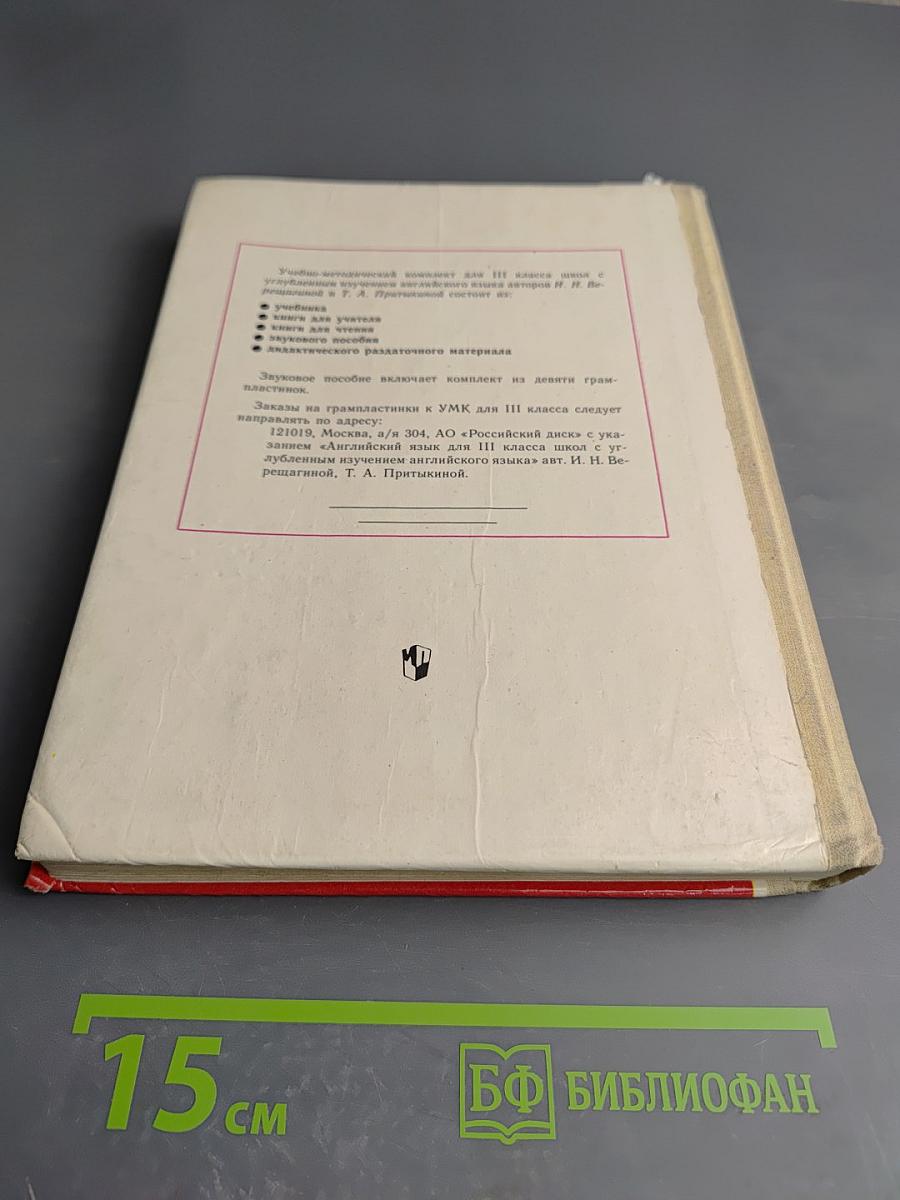 Учебно-методический комплект для III класса школ с
углубленным изучением английского языка авторов И. Н. Ве-
рещагиной и Т. А. Притыкиной состоит из:
● учебника
● книги для учителя
● книги для чтения
● звукового пособия
● дидактического раздаточного материала
Звуковое пособие включает комплект из девяти грам-
пластинок.
Заказы на грампластинки к УМК для III класса следует
направлять по адресу:
121019, Москва, а/я 304, АО «Российский диск» с ука-
занием «Английский язык для III класса школ с уг-
лубленным изучением английского языка» авт. И. Н. Ве-
рещагиной, Т. А. Притыкиной.
15 см
БФ БИБЛИОФАН